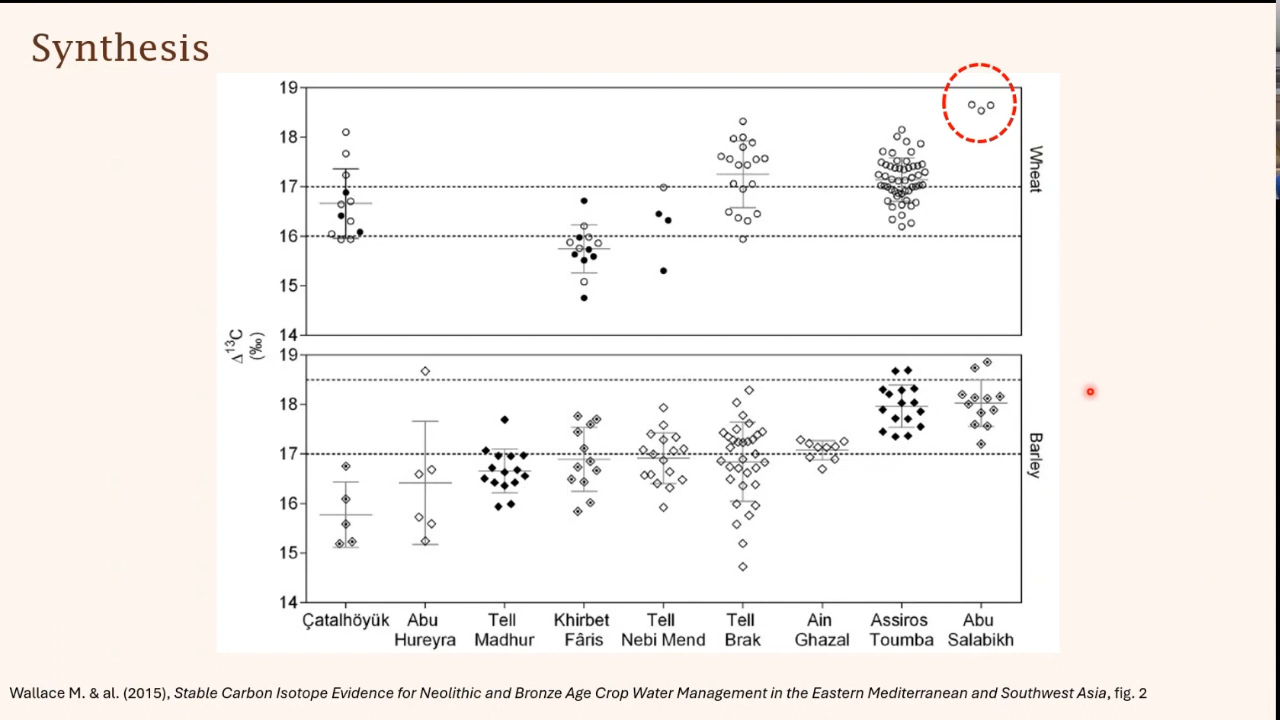 Synthesis
19
18
17
16
15
14
Wheat
Δ¹³C
(‰)
19
18
17
16
15
14
Barley
Çatalhöyük
Abu
Hureyra
Tell
Madhur
Khirbet
Fâris
Tell
Nebi Mend
Tell
Brak
Ain
Ghazal
Assiros
Toumba
Abu
Salabikh
Wallace M. & al. (2015), Stable Carbon Isotope Evidence for Neolithic and Bronze Age Crop Water Management in the Eastern Mediterranean and Southwest Asia, fig. 2